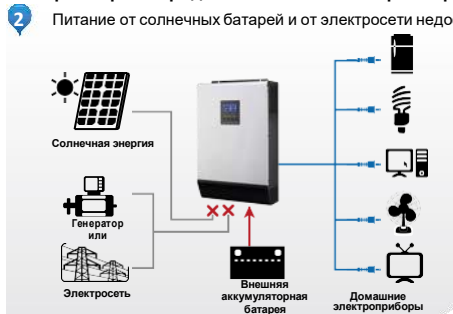 2
Питание от солнечных батарей и от электросети недо
Солнечная энергия
Генератор
или
Электросеть
Внешняя
аккумуляторная
батарея
Домашние
электроприборы